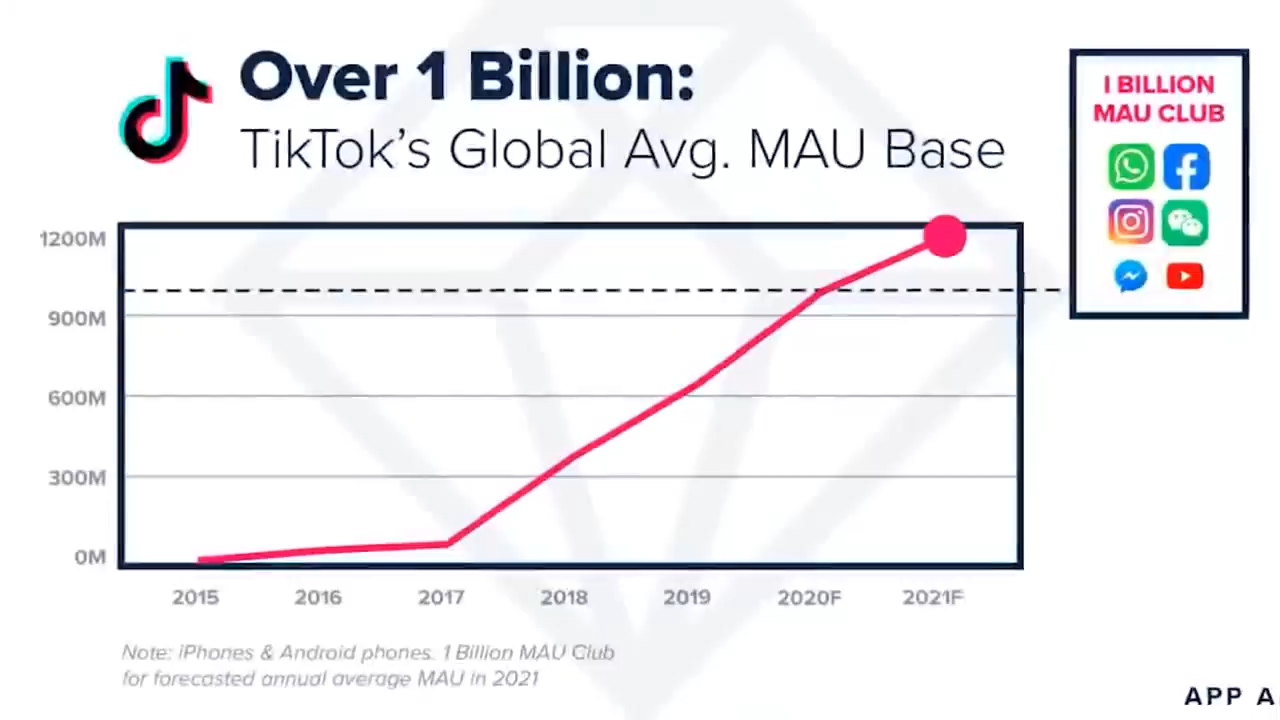 Over 1 Billion:
TikTok's Global Avg. MAU Base
1 BILLION
MAU CLUB
1200M
900M
600M
300M
0M
2015 2016 2017 2018 2019 2020F 2021F
Note: iPhones & Android phones. 1 Billion MAU Club
for forecasted annual average MAU in 2021
APP A